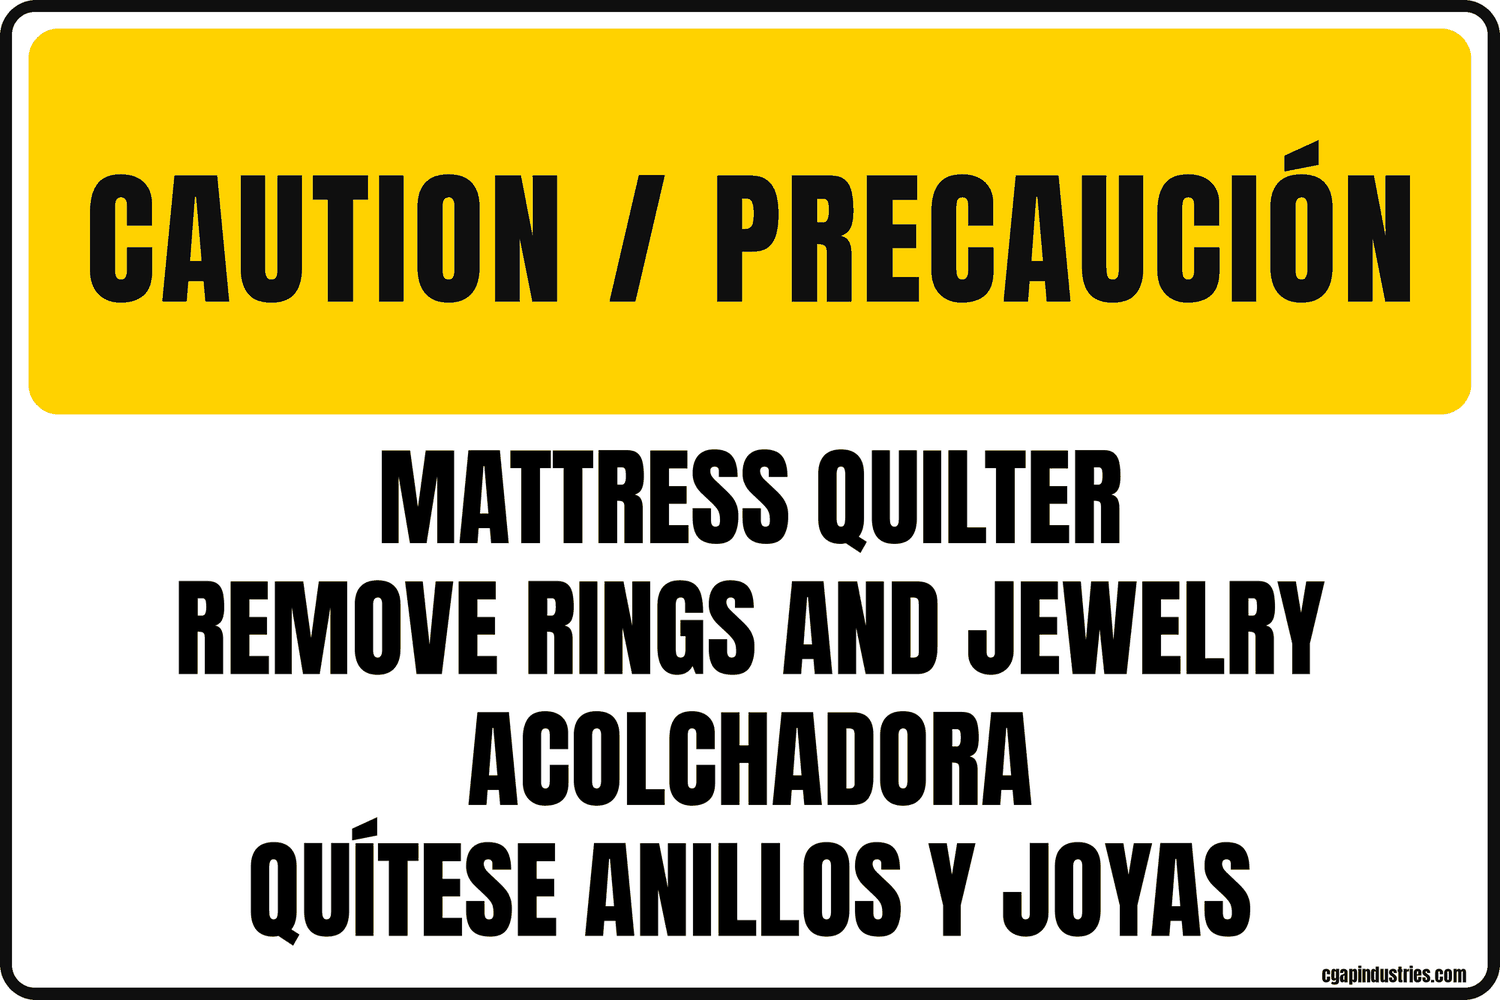 CAUTION / PRECAUCIÓN
MATTRESS QUILTER
REMOVE RINGS AND JEWELRY
ACOLCHADORA
QUÍTESE ANILLOS Y JOYAS
cgapindustries.com